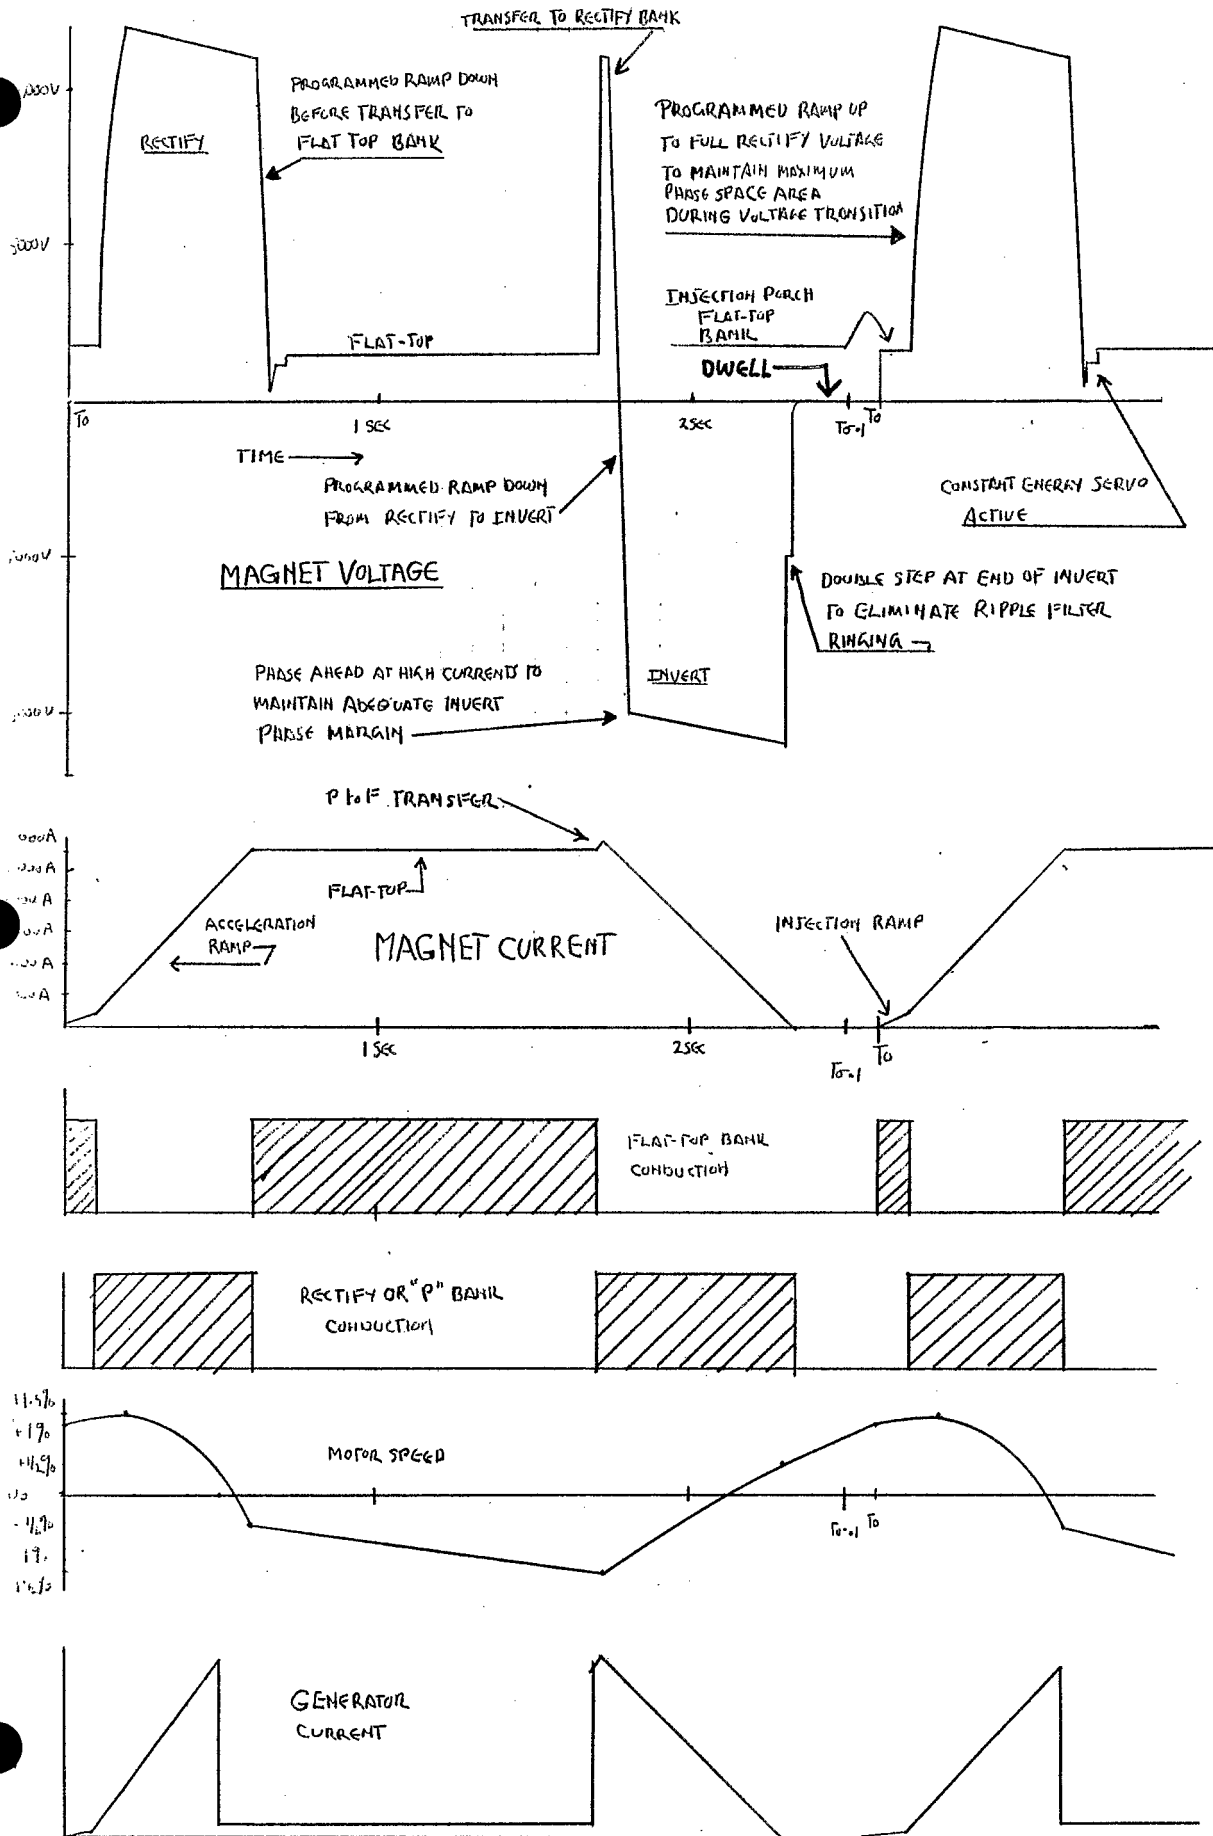 TRANSFER TO RECTIFY BANK
PROGRAMMED RAMP DOWN
BEFORE TRANSFER TO
FLAT TOP BANK
RECTIFY
PROGRAMMED RAMP UP
TO FULL RECTIFY VOLTAGE
TO MAINTAIN MAXIMUM
PHASE SPACE AREA
DURING VOLTAGE TRANSITION
INJECTION PORCH
FLAT-TOP
BANK
FLAT-TOP
DWELL
T0
1 SEC
2 SEC
T0-.1
T0
TIME
PROGRAMMED RAMP DOWN
FROM RECTIFY TO INVERT
CONSTANT ENERGY SERVO
ACTIVE
MAGNET VOLTAGE
DOUBLE STEP AT END OF INVERT
TO ELIMINATE RIPPLE FILTER
RINGING
PHASE AHEAD AT HIGH CURRENTS TO
MAINTAIN ADEQUATE INVERT
PHASE MARGIN
INVERT
P to F TRANSFER
FLAT-TOP
ACCELERATION
RAMP
MAGNET CURRENT
INJECTION RAMP
1 SEC
2 SEC
T0-.1
T0
FLAT-TOP BANK
CONDUCTION
RECTIFY OR "P" BANK
CONDUCTION
+1%
+1/2%
MOTOR SPEED
-1/2%
1%
T0-.1
T0
GENERATOR
CURRENT